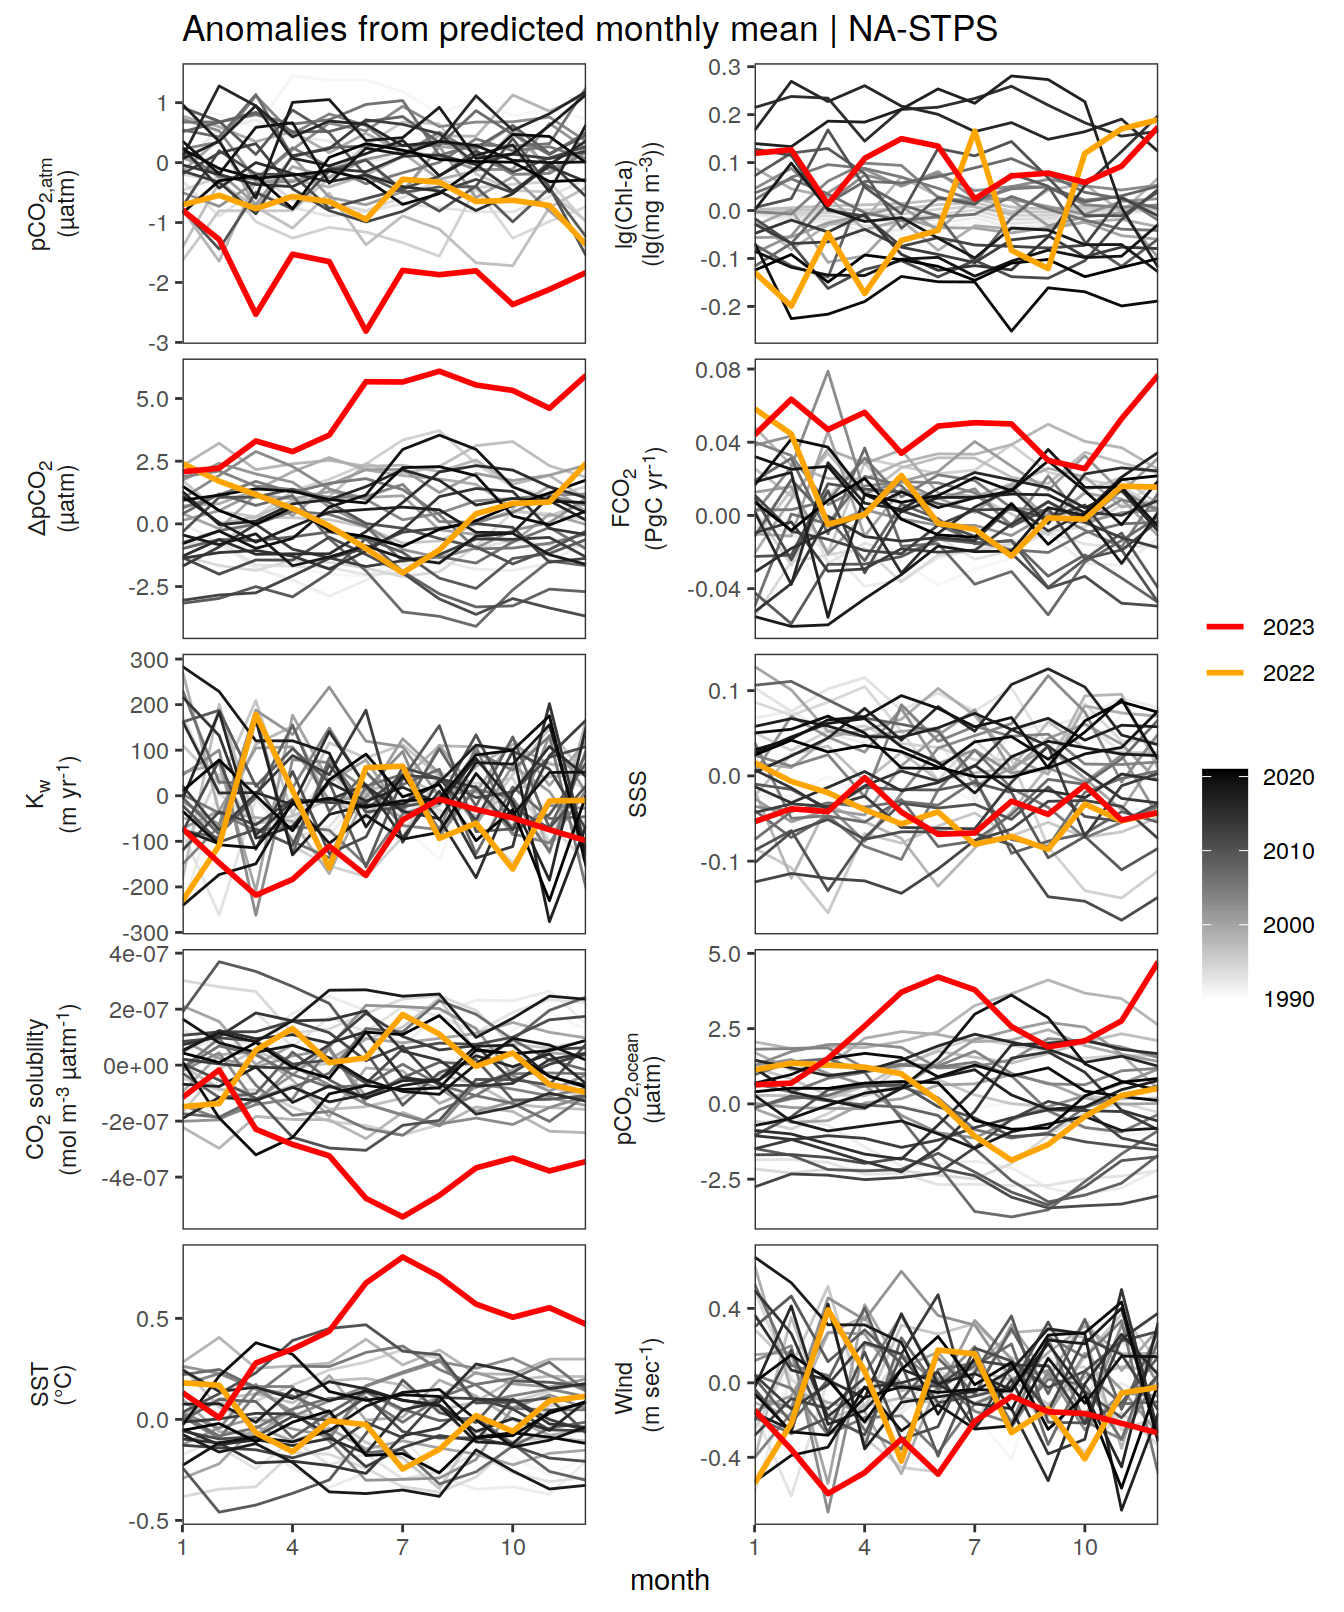 Anomalies from predicted monthly mean | NA-STPS
pCO2,atm
(µatm)
1
0
-1
-2
-3
lg(Chl-a)
(lg(mg m-3))
0.3
0.2
0.1
0.0
-0.1
-0.2
ΔpCO2
(µatm)
5.0
2.5
0.0
-2.5
FCO2
(PgC yr-1)
0.08
0.04
0.00
-0.04
Kw
(m yr-1)
300
200
100
0
-100
-200
-300
SSS
0.1
0.0
-0.1
CO2 solubility
(mol m-3 µatm-1)
4e-07
2e-07
0e+00
-2e-07
-4e-07
pCO2,ocean
(µatm)
5.0
2.5
0.0
-2.5
SST
(°C)
0.5
0.0
-0.5
1 4 7 10
Wind
(m sec-1)
0.4
0.0
-0.4
1 4 7 10
month
2023
2022
2020
2010
2000
1990